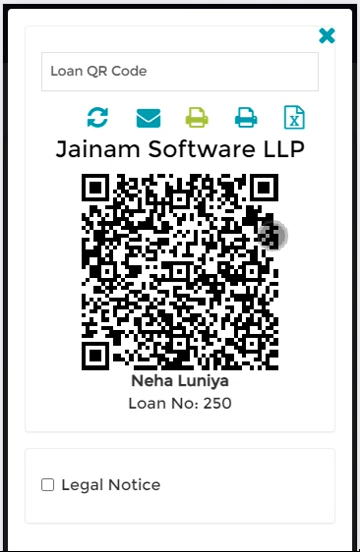 Loan QR Code
Jainam Software LLP
Neha Luniya
Loan No: 250
Legal Notice